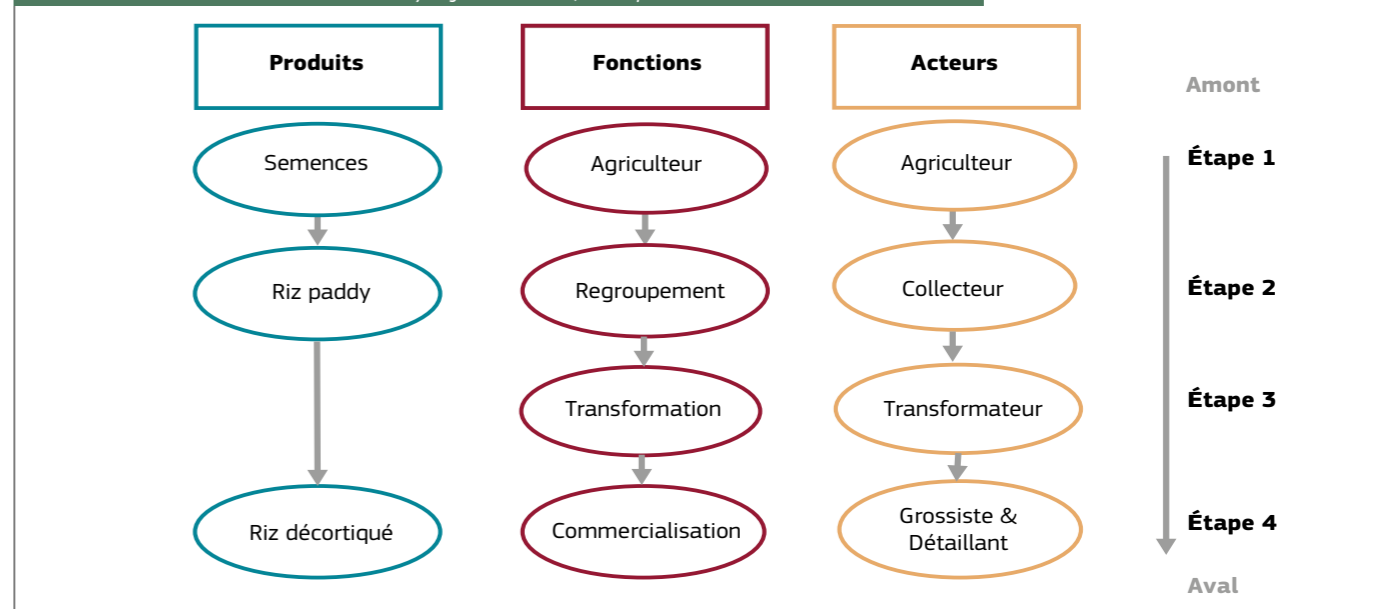 Produits
Fonctions
Acteurs
Amont
Semences
Agriculteur
Agriculteur
Étape 1
Riz paddy
Regroupement
Collecteur
Étape 2
Transformation
Transformateur
Étape 3
Riz décortiqué
Commercialisation
Grossiste &
Détaillant
Étape 4
Aval